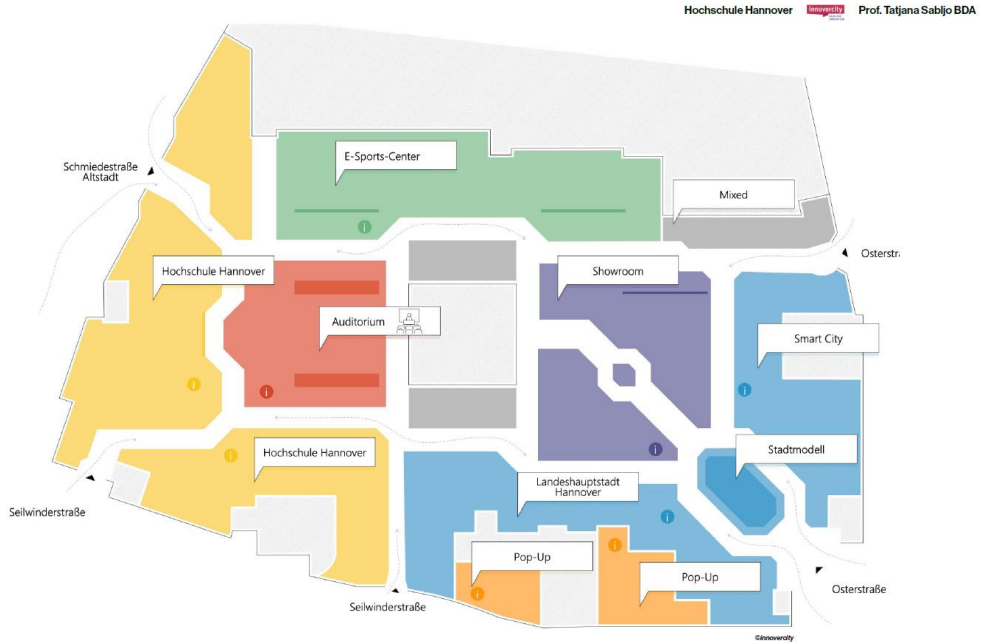 Hochschule Hannover
innovercity
Prof. Tatjana Sabljo BDA
E-Sports-Center
Schmiedestraße
Altstadt
Mixed
Osterstr
Hochschule Hannover
Showroom
Auditorium
Smart City
Hochschule Hannover
Stadtmodell
Landeshauptstadt
Hannover
Seilwinderstraße
Pop-Up
Pop-Up
Osterstraße
Seilwinderstraße
©innovercity